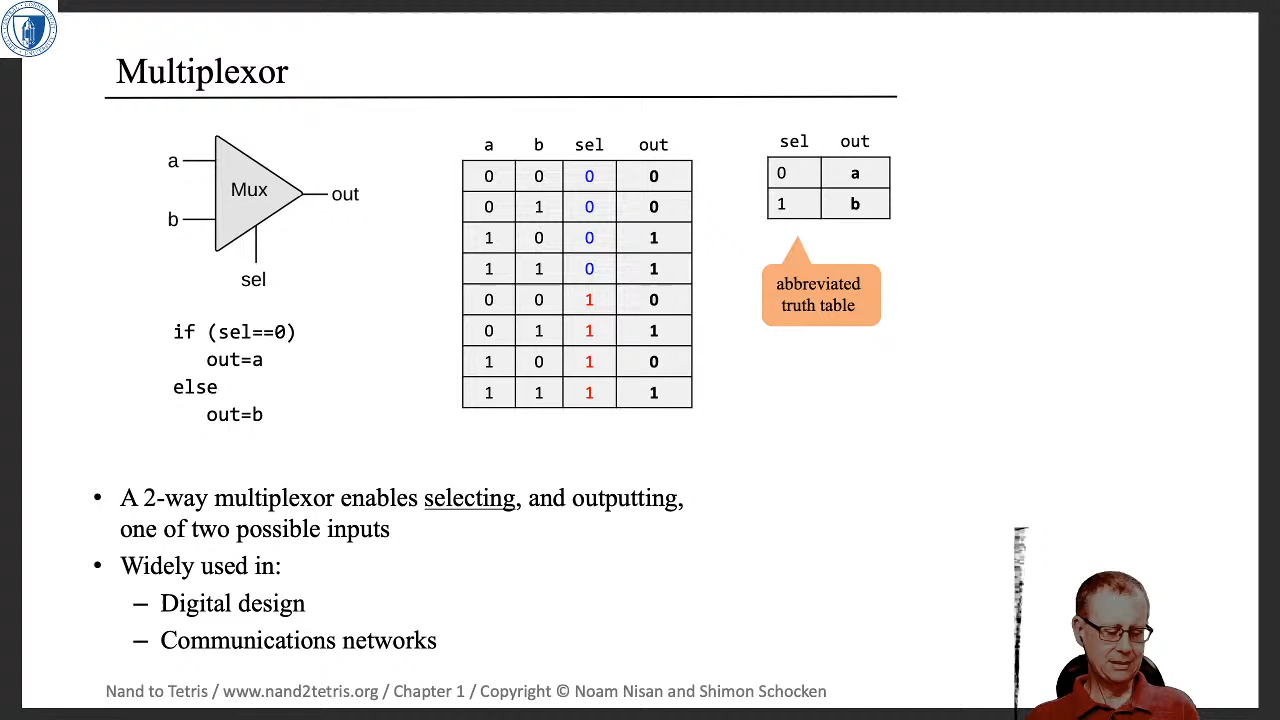 Multiplexor
a
b
Mux
out
sel
if (sel==0)
out=a
else
out=b
a b sel out
0 0 0 0
0 1 0 0
1 0 0 1
1 1 0 1
0 0 1 0
0 1 1 1
1 0 1 0
1 1 1 1
sel out
0 a
1 b
abbreviated
truth table
• A 2-way multiplexor enables selecting, and outputting,
one of two possible inputs
• Widely used in:
– Digital design
– Communications networks
Nand to Tetris / www.nand2tetris.org / Chapter 1 / Copyright © Noam Nisan and Shimon Schocken